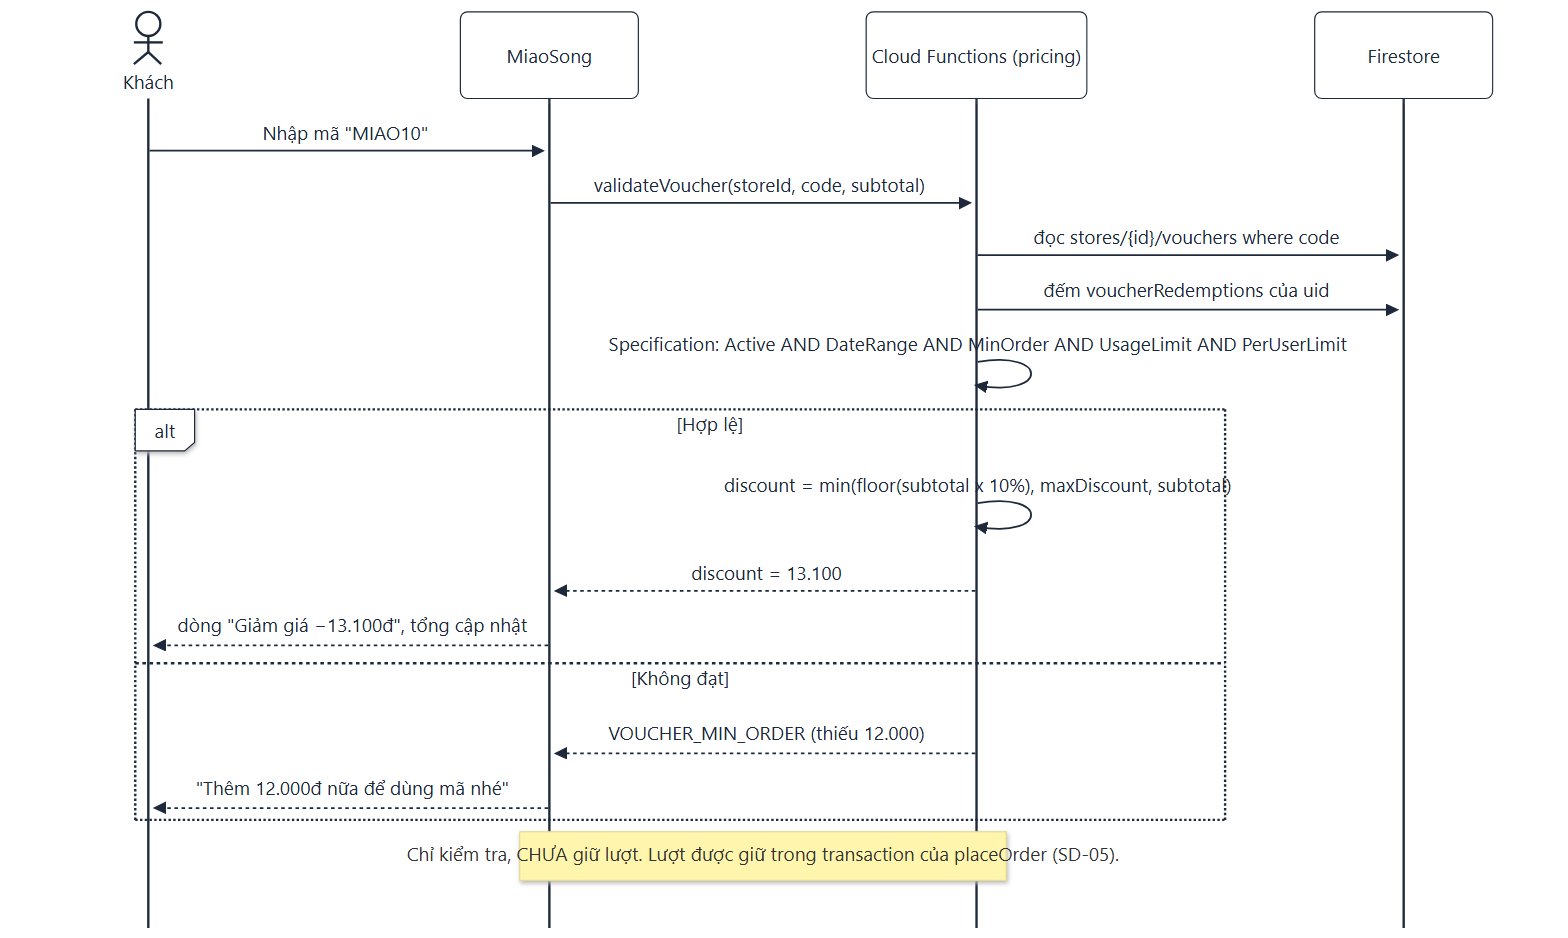 Khách
MiaoSong
Cloud Functions (pricing)
Firestore
Nhập mã "MIAO10"
validateVoucher(storeId, code, subtotal)
đọc stores/{id}/vouchers where code
đếm voucherRedemptions của uid
Specification: Active AND DateRange AND MinOrder AND UsageLimit AND PerUserLimit
alt
[Hợp lệ]
discount = min(floor(subtotal x 10%), maxDiscount, subtotal)
discount = 13.100
dòng "Giảm giá −13.100đ", tổng cập nhật
[Không đạt]
VOUCHER_MIN_ORDER (thiếu 12.000)
"Thêm 12.000đ nữa để dùng mã nhé"
Chỉ kiểm tra, CHƯA giữ lượt. Lượt được giữ trong transaction của placeOrder (SD-05).